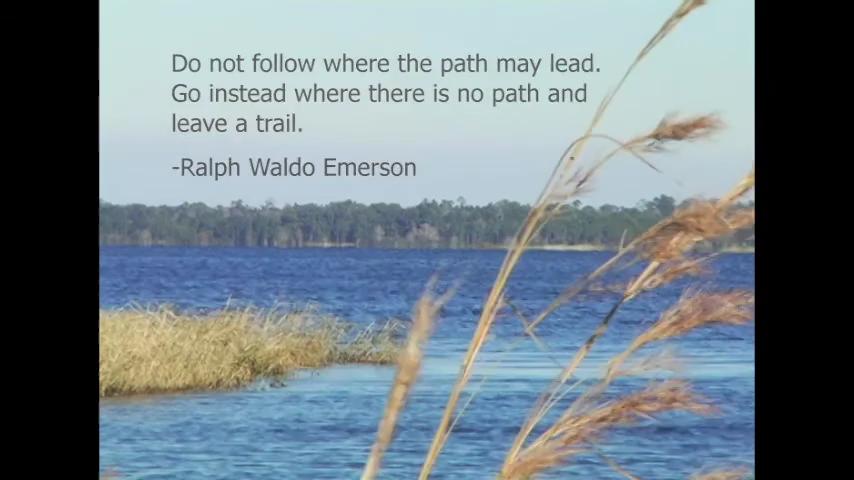 Do not follow where the path may lead.
Go instead where there is no path and
leave a trail.
-Ralph Waldo Emerson